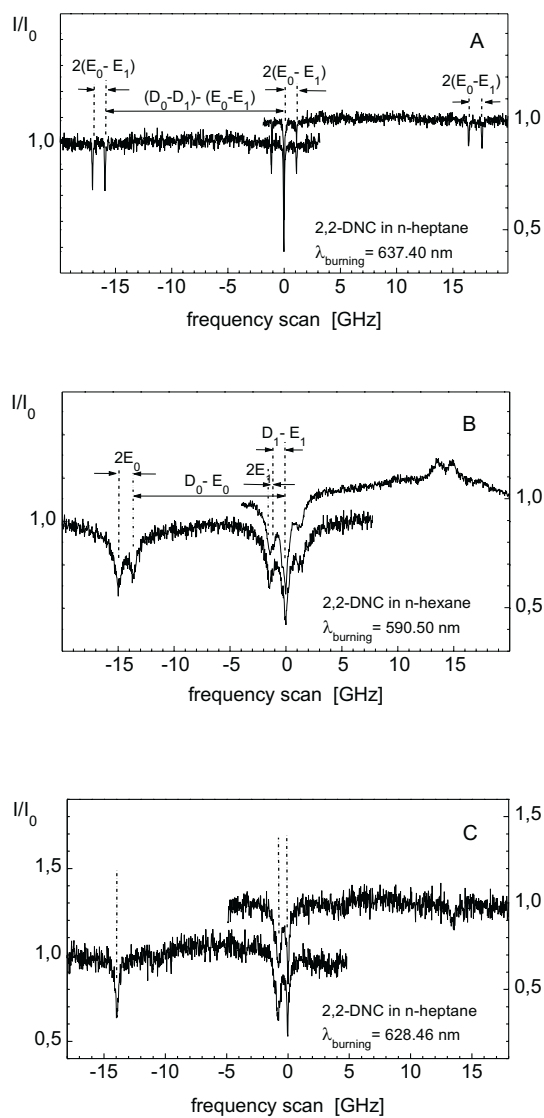 I/I0
A
2(E0- E1)
2(E0- E1)
2(E0-E1)
(D0-D1)- (E0-E1)
1,0
1,0
0,5
2,2-DNC in n-heptane
λburning= 637.40 nm
-15 -10 -5 0 5 10 15
frequency scan [GHz]
I/I0
B
D1- E1
2E0
2E1
D0- E0
1,0
1,0
0,5
2,2-DNC in n-hexane
λburning= 590.50 nm
-15 -10 -5 0 5 10 15
frequency scan [GHz]
I/I0
C
1,5
1,5
1,0
1,0
0,5
0,5
2,2-DNC in n-heptane
λburning= 628.46 nm
-15 -10 -5 0 5 10 15
frequency scan [GHz]